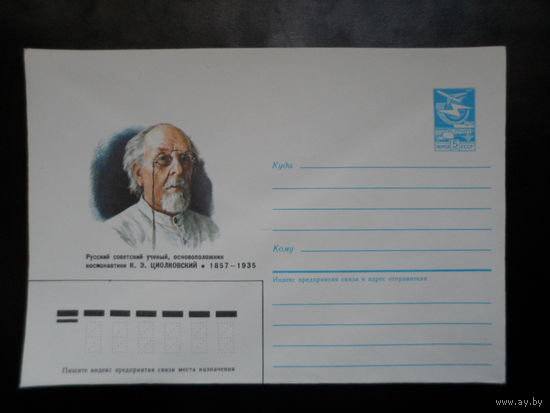 Русский советский ученый, основоположник
космонавтики К. Э. ЦИОЛКОВСКИЙ • 1857—1935
Куда
Кому
Индекс предприятия связи и адрес отправителя
Пишите индекс предприятия связи места назначения
5
ПОЧТА СССР
www.ay.by